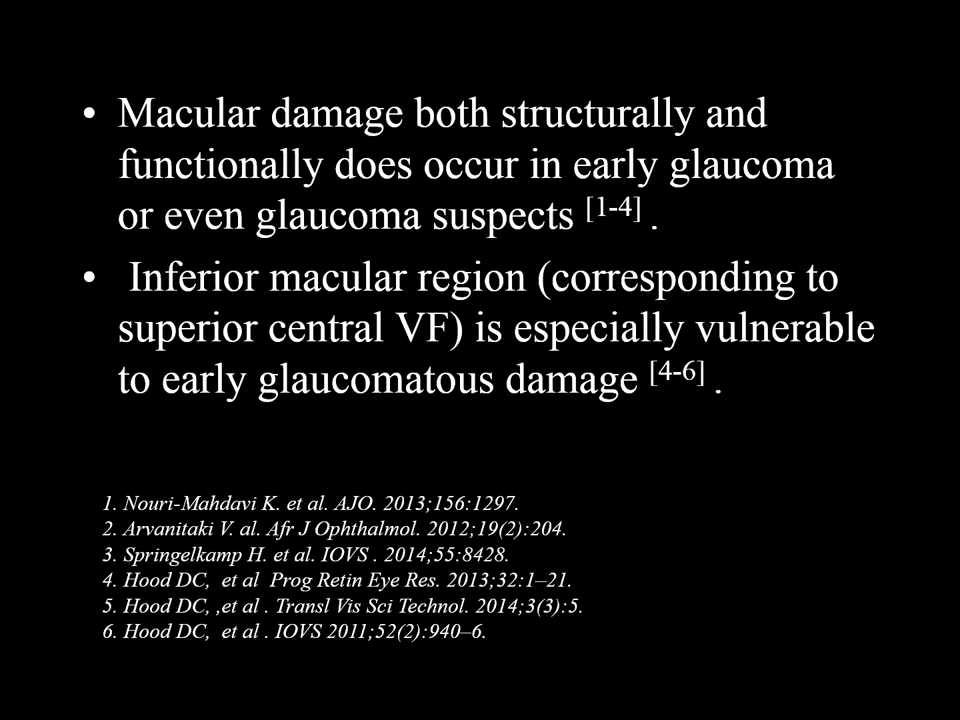 • Macular damage both structurally and
functionally does occur in early glaucoma
or even glaucoma suspects [1-4] .
• Inferior macular region (corresponding to
superior central VF) is especially vulnerable
to early glaucomatous damage [4-6] .
1. Nouri-Mahdavi K. et al. AJO. 2013;156:1297.
2. Arvanitaki V. al. Afr J Ophthalmol. 2012;19(2):204.
3. Springelkamp H. et al. IOVS . 2014;55:8428.
4. Hood DC, et al Prog Retin Eye Res. 2013;32:1–21.
5. Hood DC, ,et al . Transl Vis Sci Technol. 2014;3(3):5.
6. Hood DC, et al . IOVS 2011;52(2):940–6.